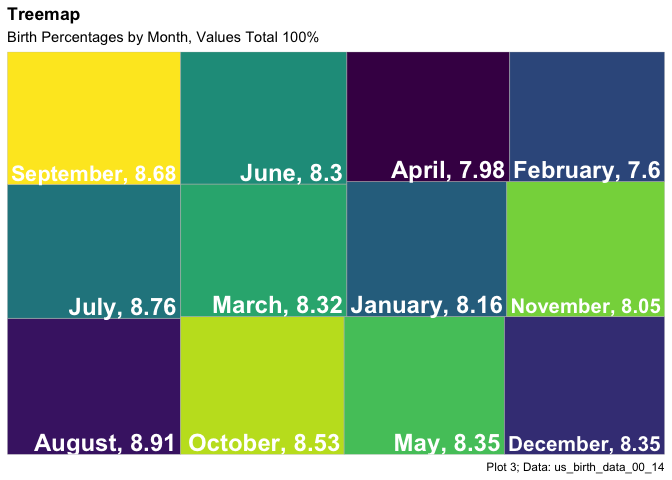 Treemap
Birth Percentages by Month, Values Total 100%
September, 8.68
June, 8.3
April, 7.98
February, 7.6
July, 8.76
March, 8.32
January, 8.16
November, 8.05
August, 8.91
October, 8.53
May, 8.35
December, 8.35
Plot 3; Data: us_birth_data_00_14